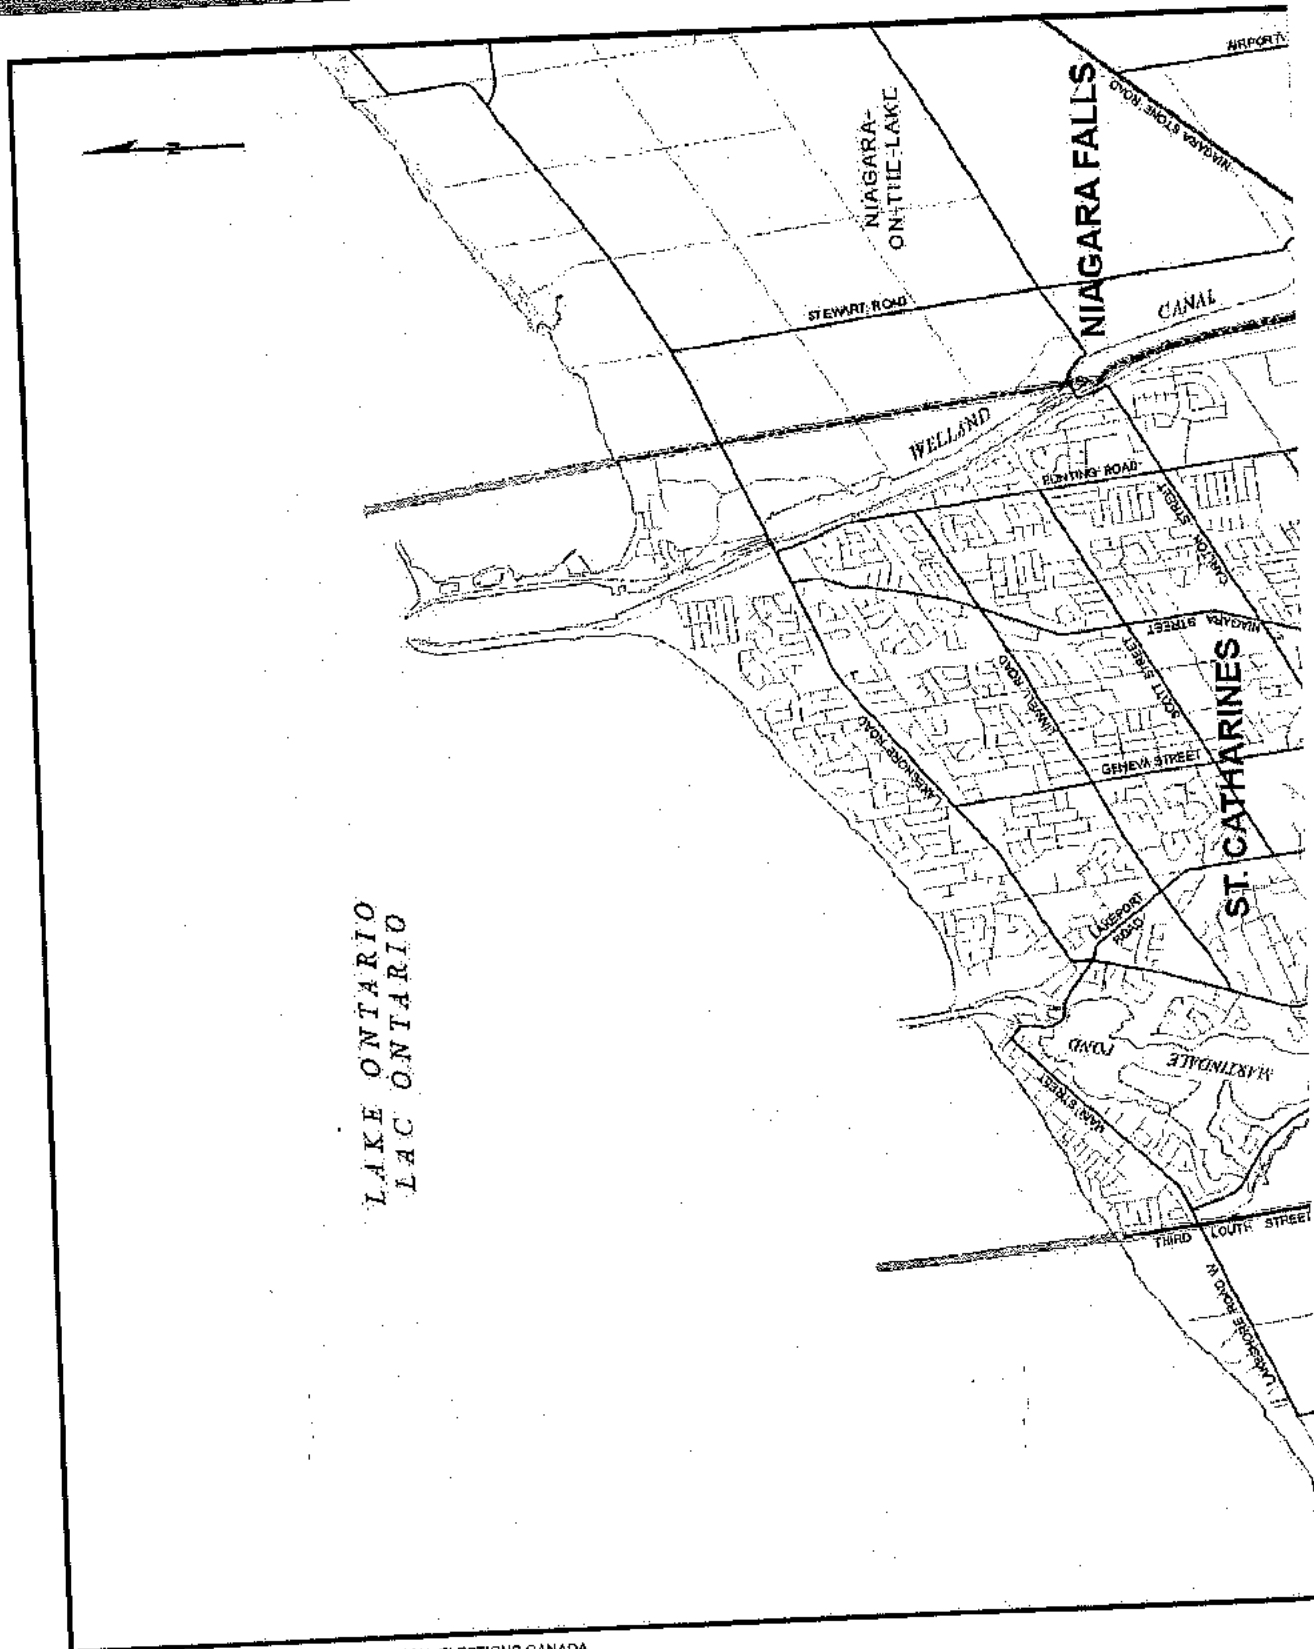 AIRPORT
NIAGARA STONE ROAD
NIAGARA FALLS
NIAGARA-
ON-THE-LAKE
N
STEWART ROAD
CANAL
WELLAND
BUNTING ROAD
CARLTON STREET
NIAGARA STREET
SCOTT STREET
LINWELL ROAD
LAKESHORE ROAD
GENEVA STREET
ST. CATHARINES
LAKEPORT
ROAD
LAKE ONTARIO
LAC ONTARIO
MARTINDALE
POND
MAIN STREET
THIRD LOUTH STREET
LAKESHORE ROAD W
CANADA